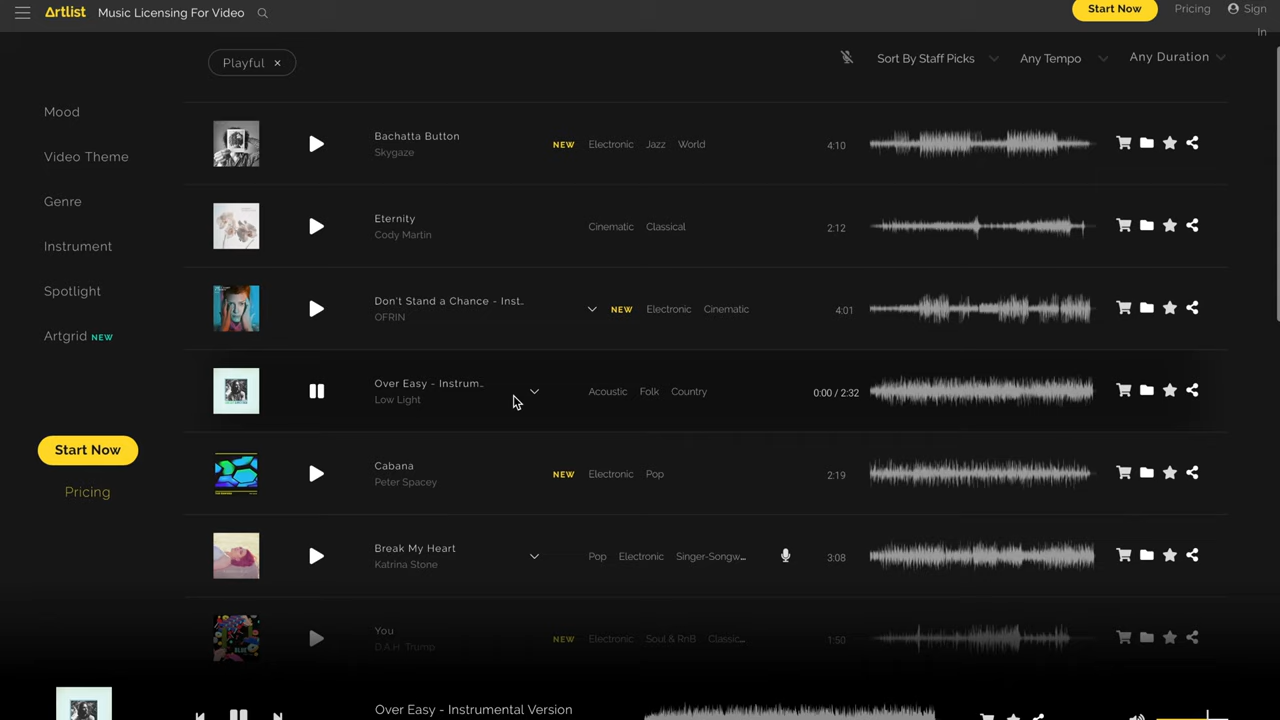 Artlist Music Licensing For Video Start Now Pricing Sign In
Playful × Sort By Staff Picks Any Tempo Any Duration
Mood
Video Theme
Genre
Instrument
Spotlight
Artgrid NEW
Start Now
Pricing
Bachatta Button
Skygaze
NEW Electronic Jazz World 4:10
Eternity
Cody Martin
Cinematic Classical 2:12
Don't Stand a Chance - Inst..
OFRIN
NEW Electronic Cinematic 4:01
Over Easy - Instrum..
Low Light
Acoustic Folk Country 0:00 / 2:32
Cabana
Peter Spacey
NEW Electronic Pop 2:19
Break My Heart
Katrina Stone
Pop Electronic Singer-Songw... 3:08
You
D.A.H. Trump
NEW Electronic Soul & RnB Classic... 1:50
Over Easy - Instrumental Version